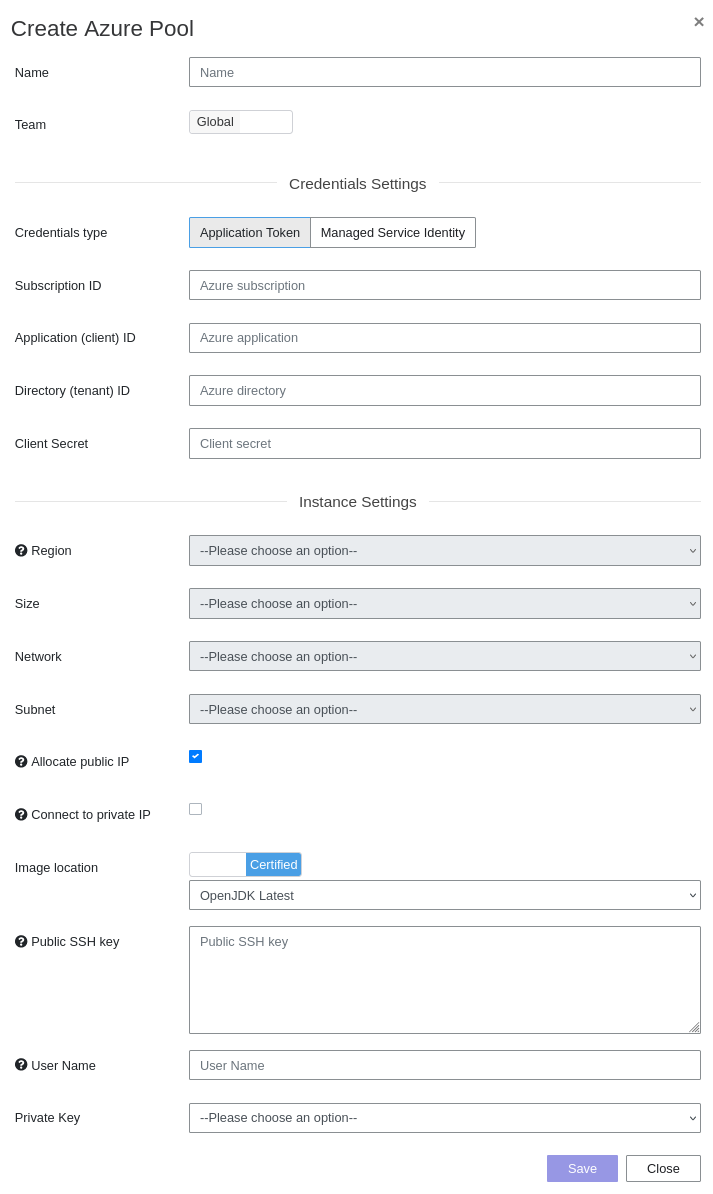 Create Azure Pool
×
Name
Name
Team
Global
Credentials Settings
Credentials type
Application Token
Managed Service Identity
Subscription ID
Azure subscription
Application (client) ID
Azure application
Directory (tenant) ID
Azure directory
Client Secret
Client secret
Instance Settings
Region
--Please choose an option--
Size
--Please choose an option--
Network
--Please choose an option--
Subnet
--Please choose an option--
Allocate public IP
Connect to private IP
Image location
Certified
OpenJDK Latest
Public SSH key
Public SSH key
User Name
User Name
Private Key
--Please choose an option--
Save
Close